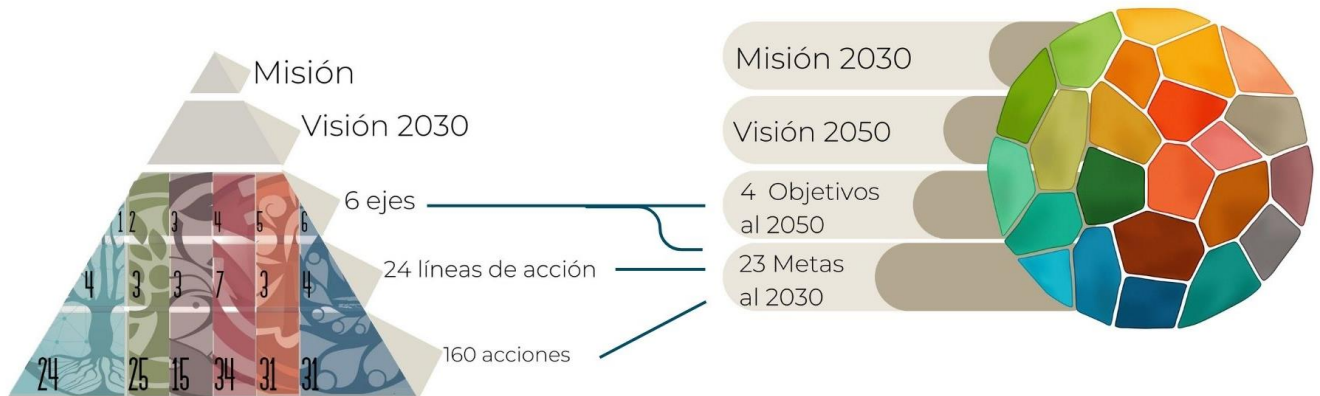 Misión
Visión 2030
6 ejes
1 2 3 4 5 6
24 líneas de acción
4 3 3 7 3 4
160 acciones
24 25 15 34 31 31
Misión 2030
Visión 2050
4 Objetivos
al 2050
23 Metas
al 2030